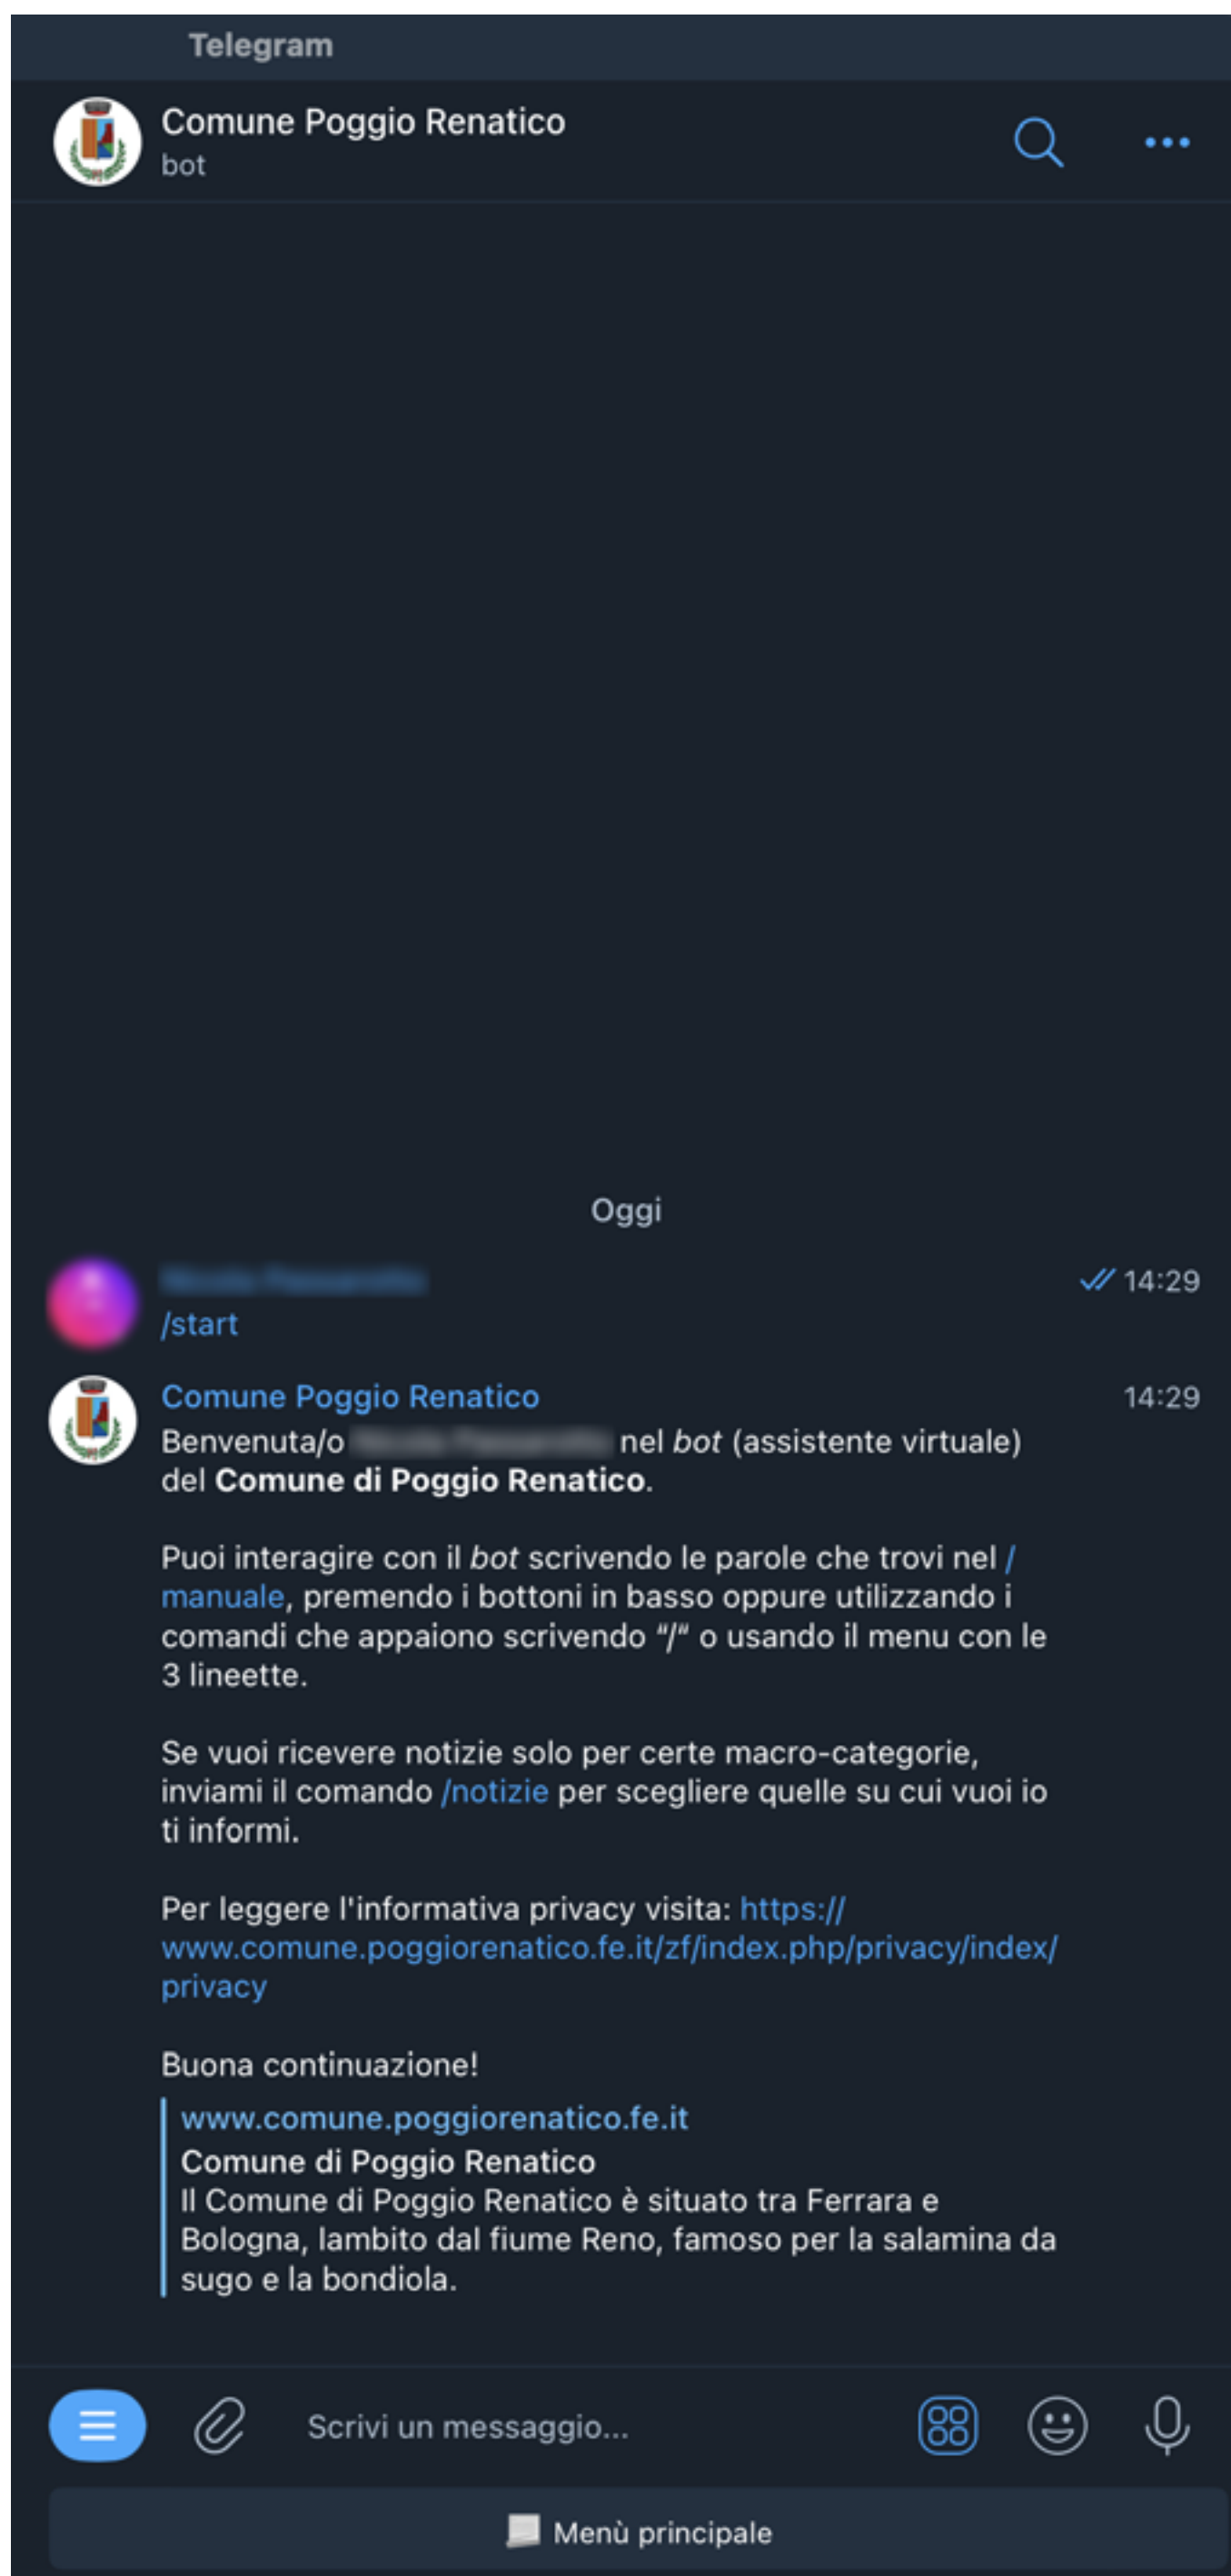 Telegram
Comune Poggio Renatico
bot
Oggi
14:29
/start
Comune Poggio Renatico
14:29
Benvenuta/o nel bot (assistente virtuale)
del Comune di Poggio Renatico.
Puoi interagire con il bot scrivendo le parole che trovi nel /
manuale, premendo i bottoni in basso oppure utilizzando i
comandi che appaiono scrivendo “/“ o usando il menu con le
3 lineette.
Se vuoi ricevere notizie solo per certe macro-categorie,
inviami il comando /notizie per scegliere quelle su cui vuoi io
ti informi.
Per leggere l'informativa privacy visita: https://
www.comune.poggiorenatico.fe.it/zf/index.php/privacy/index/
privacy
Buona continuazione!
www.comune.poggiorenatico.fe.it
Comune di Poggio Renatico
Il Comune di Poggio Renatico è situato tra Ferrara e
Bologna, lambito dal fiume Reno, famoso per la salamina da
sugo e la bondiola.
Scrivi un messaggio...
Menù principale